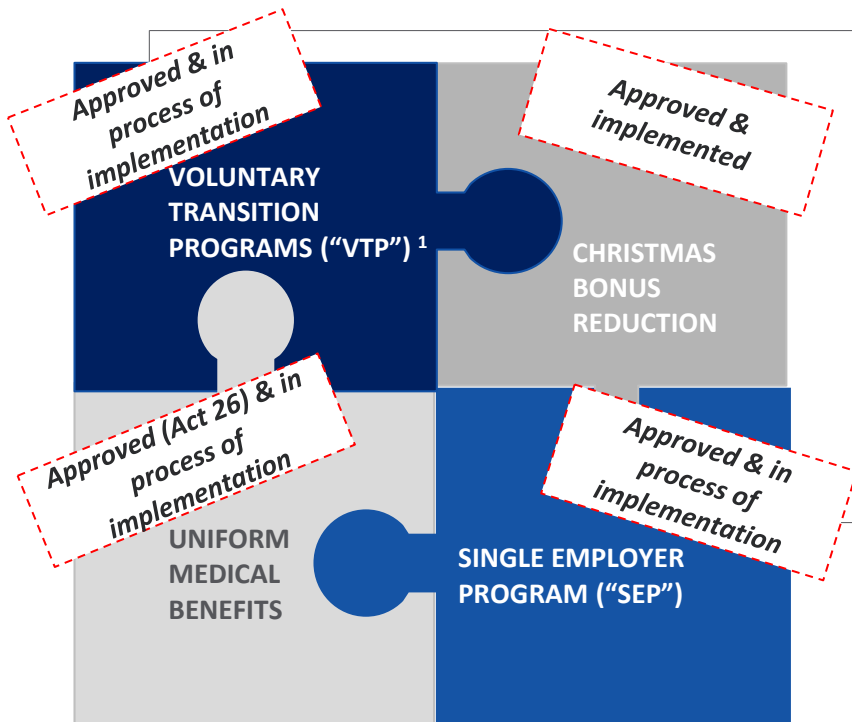 Approved & in
process of
implementation
VOLUNTARY
TRANSITION
PROGRAMS (“VTP”) 1
Approved &
implemented
CHRISTMAS
BONUS
REDUCTION
Approved (Act 26) & in
process of
implementation
UNIFORM
MEDICAL
BENEFITS
Approved & in
process of
implementation
SINGLE EMPLOYER
PROGRAM (“SEP”)